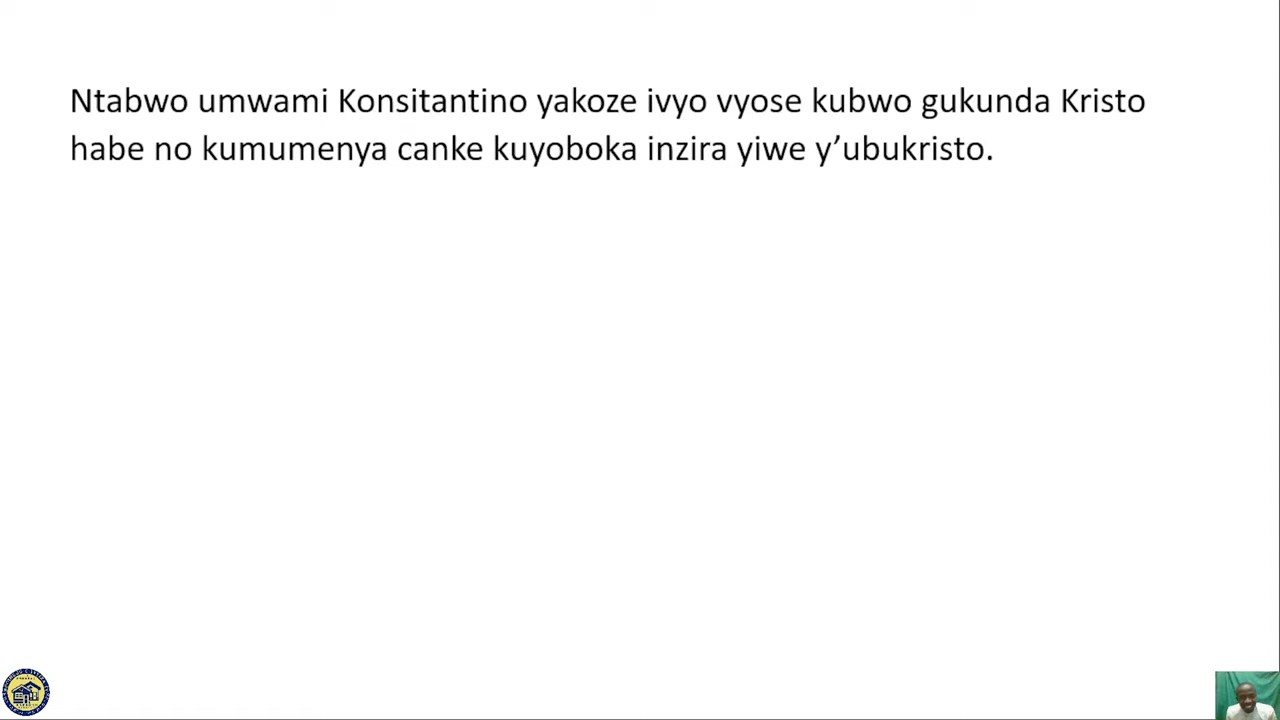 Ntabwo umwami Konsitantino yakoze ivyo vyose kubwo gukunda Kristo
habe no kumumenya canke kuyoboka inzira yiwe y’ubukristo.